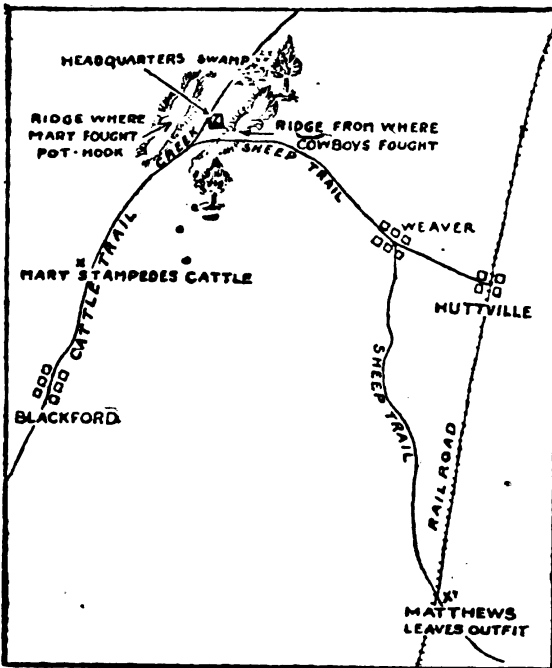 HEADQUARTERS SWAMP
RIDGE WHERE
MART FOUGHT
POT-HOOK
RIDGE FROM WHERE
COWBOYS FOUGHT
CREEK
SHEEP TRAIL
WEAVER
MART STAMPEDES CATTLE
CATTLE TRAIL
HUTTVILLE
SHEEP TRAIL
BLACKFORD
RAILROAD
MATTHEWS
LEAVES OUTFIT